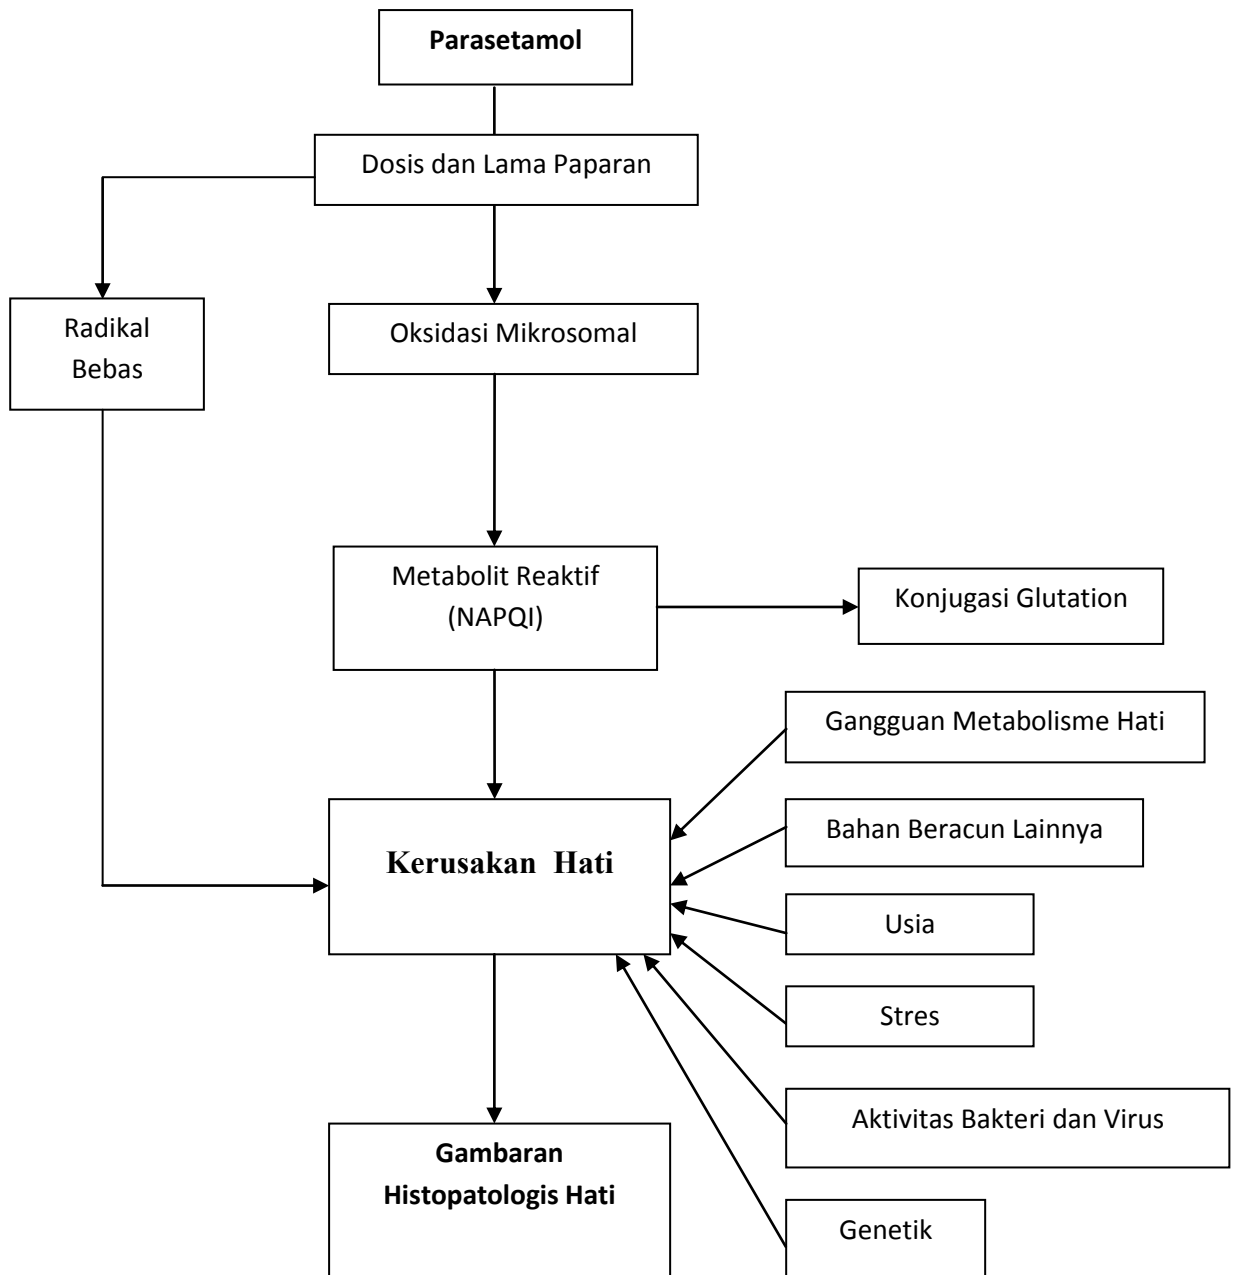 Parasetamol
Dosis dan Lama Paparan
Radikal
Bebas
Oksidasi Mikrosomal
Metabolit Reaktif
(NAPQI)
Konjugasi Glutation
Gangguan Metabolisme Hati
Bahan Beracun Lainnya
Kerusakan Hati
Usia
Stres
Aktivitas Bakteri dan Virus
Gambaran
Histopatologis Hati
Genetik